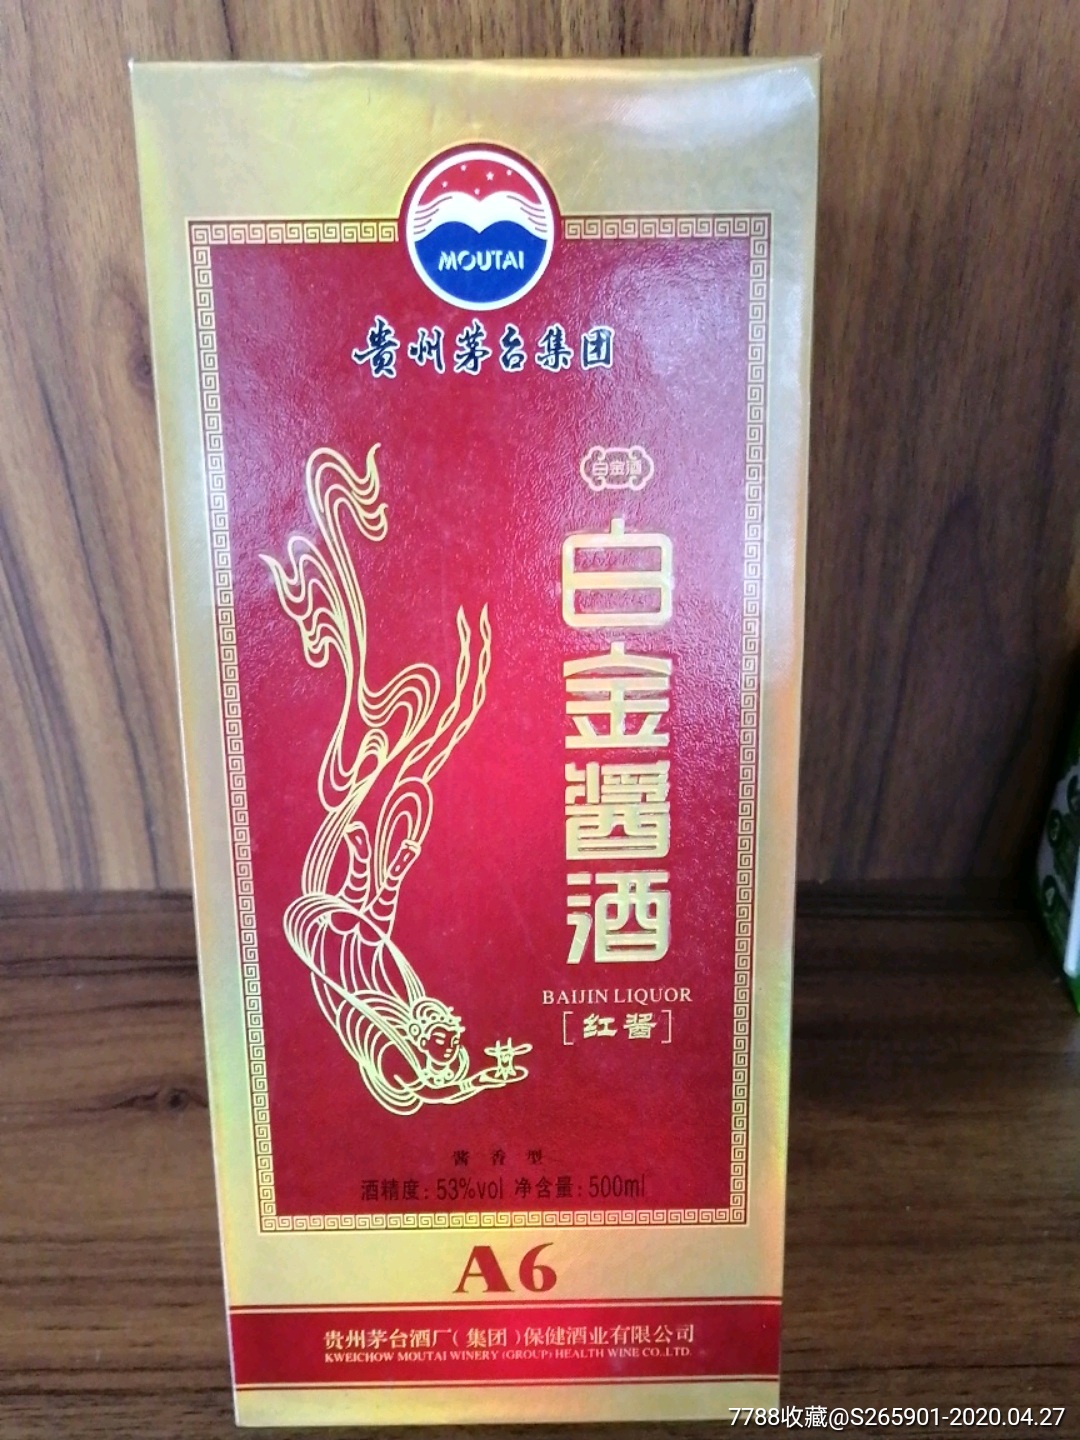 MOUTAI
贵州茅台集团
白金酒
白金酱酒
BAIJIN LIQUOR
[红酱]
酱香型
酒精度:53%vol 净含量:500ml
A6
贵州茅台酒厂(集团)保健酒业有限公司
KWEICHOW MOUTAI WINERY (GROUP) HEALTH WINE CO.,LTD.
7788收藏@S265901-2020.04.27